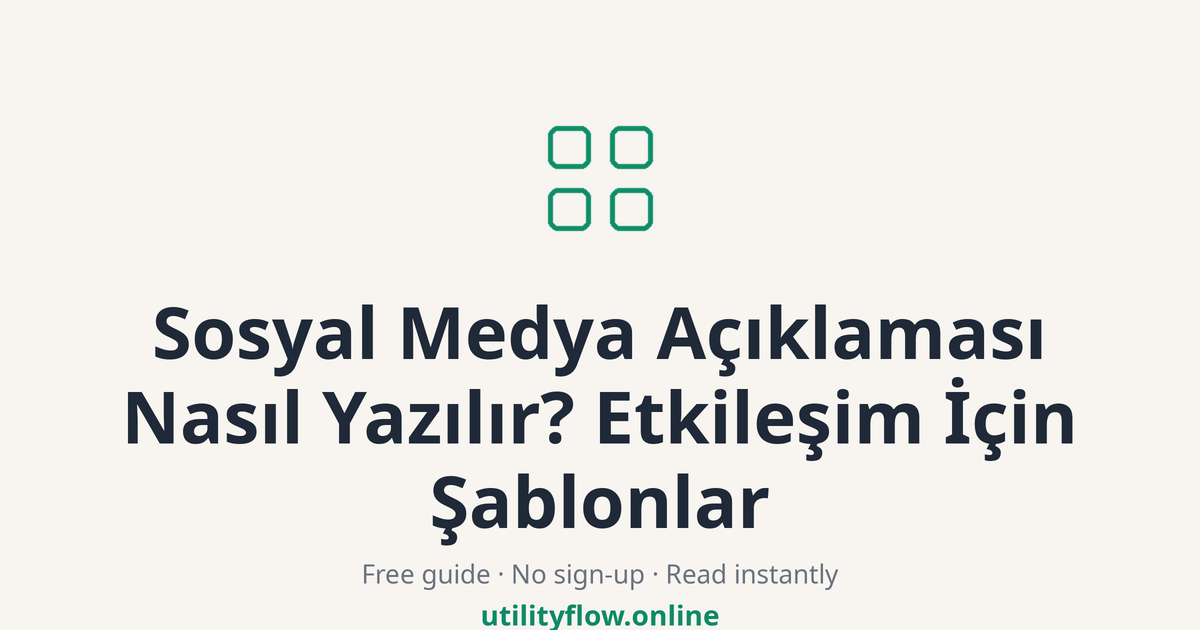 Sosyal Medya Açıklaması
Nasıl Yazılır? Etkileşim İçin
Şablonlar
Free guide · No sign-up · Read instantly
utilityflow.online